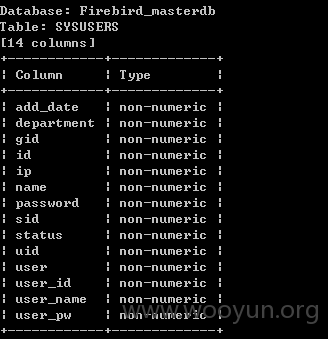 Database: Firebird_masterdb
Table: SYSUSERS
[14 columns]
+------------+-------------+
¦ Column ¦ Type ¦
+------------+-------------+
¦ add_date ¦ non-numeric ¦
¦ department ¦ non-numeric ¦
¦ gid ¦ non-numeric ¦
¦ id ¦ non-numeric ¦
¦ ip ¦ non-numeric ¦
¦ name ¦ non-numeric ¦
¦ password ¦ non-numeric ¦
¦ sid ¦ non-numeric ¦
¦ status ¦ non-numeric ¦
¦ uid ¦ non-numeric ¦
¦ user ¦ non-numeric ¦
¦ user_id ¦ non-numeric ¦
¦ user_name ¦ non-numeric ¦
¦ user_pw ¦ non-numeric ¦
+------------+-------------+
www.wooyun.org